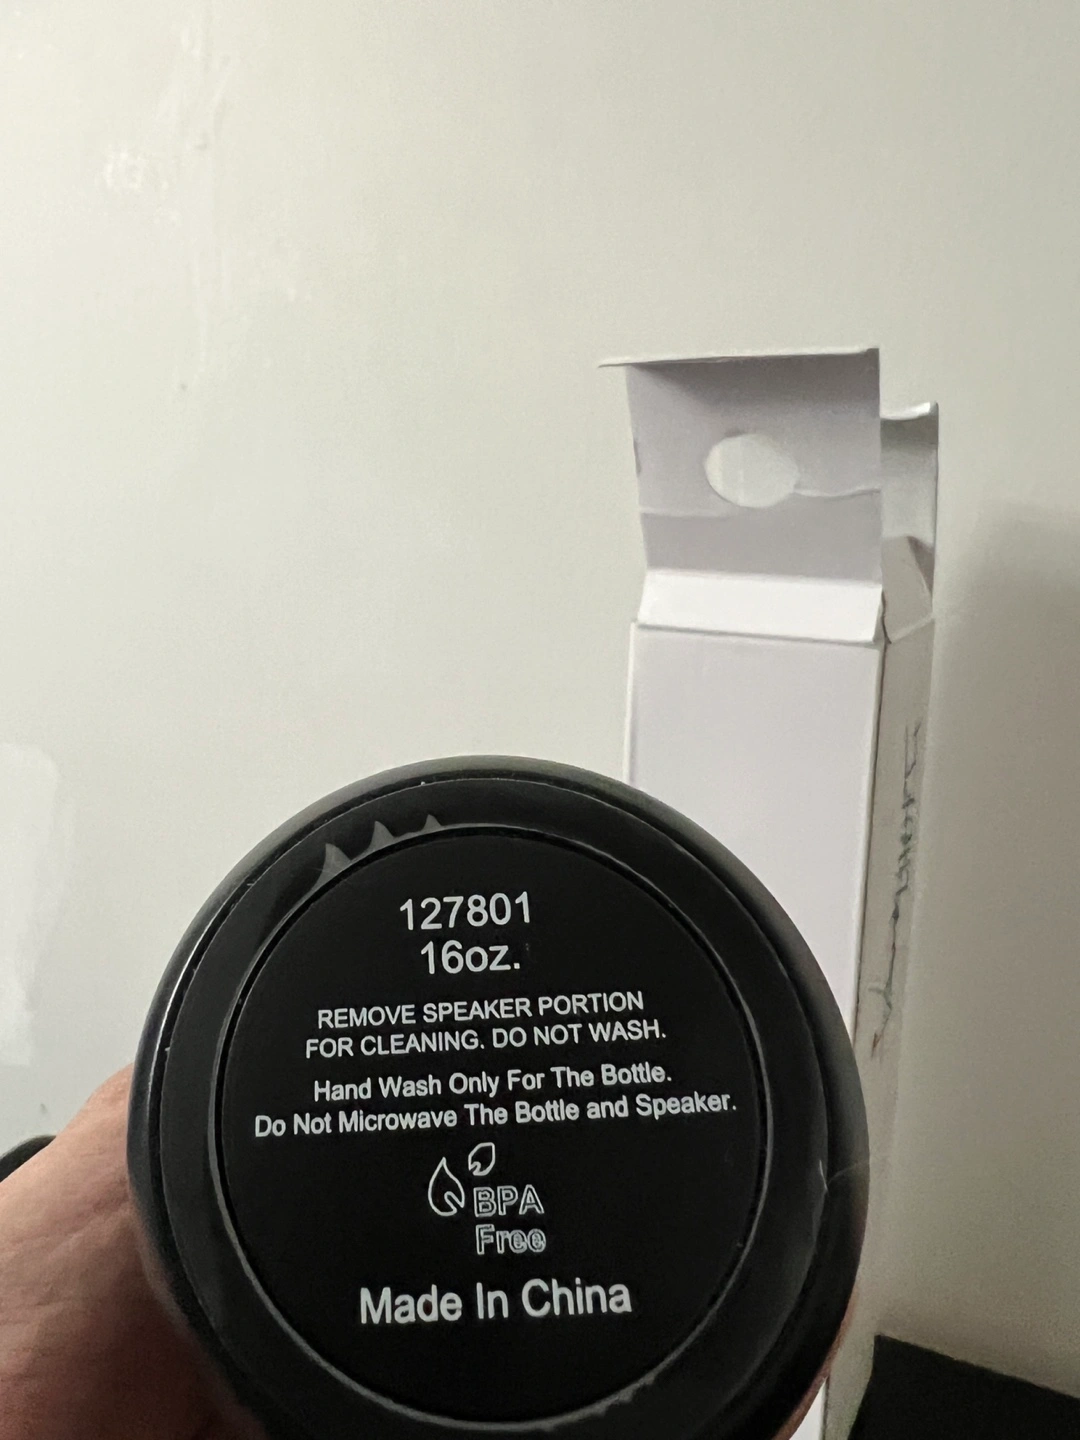 127801
16oz.
REMOVE SPEAKER PORTION
FOR CLEANING. DO NOT WASH.
Hand Wash Only For The Bottle.
Do Not Microwave The Bottle and Speaker.
BPA
Free
Made In China